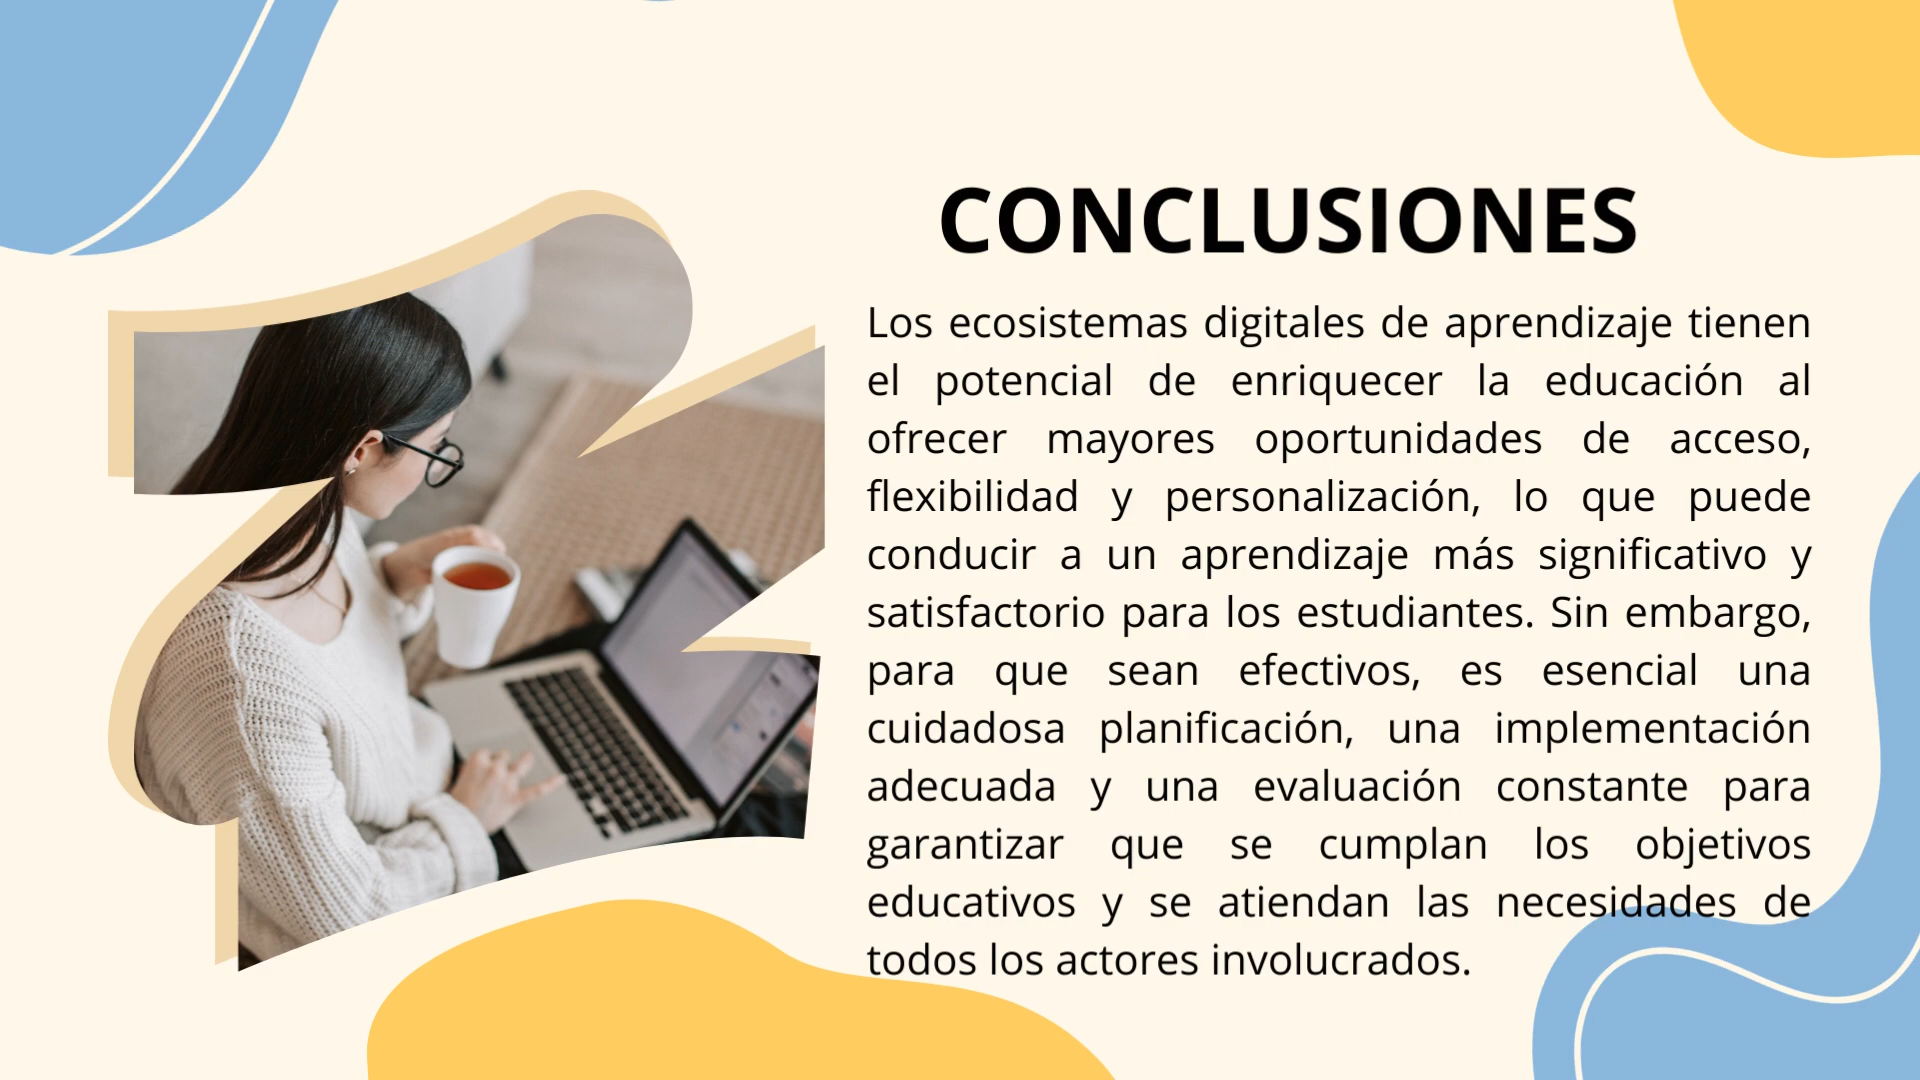 CONCLUSIONES
Los ecosistemas digitales de aprendizaje tienen
el potencial de enriquecer la educación al
ofrecer mayores oportunidades de acceso,
flexibilidad y personalización, lo que puede
conducir a un aprendizaje más significativo y
satisfactorio para los estudiantes. Sin embargo,
para que sean efectivos, es esencial una
cuidadosa planificación, una implementación
adecuada y una evaluación constante para
garantizar que se cumplan los objetivos
educativos y se atiendan las necesidades de
todos los actores involucrados.